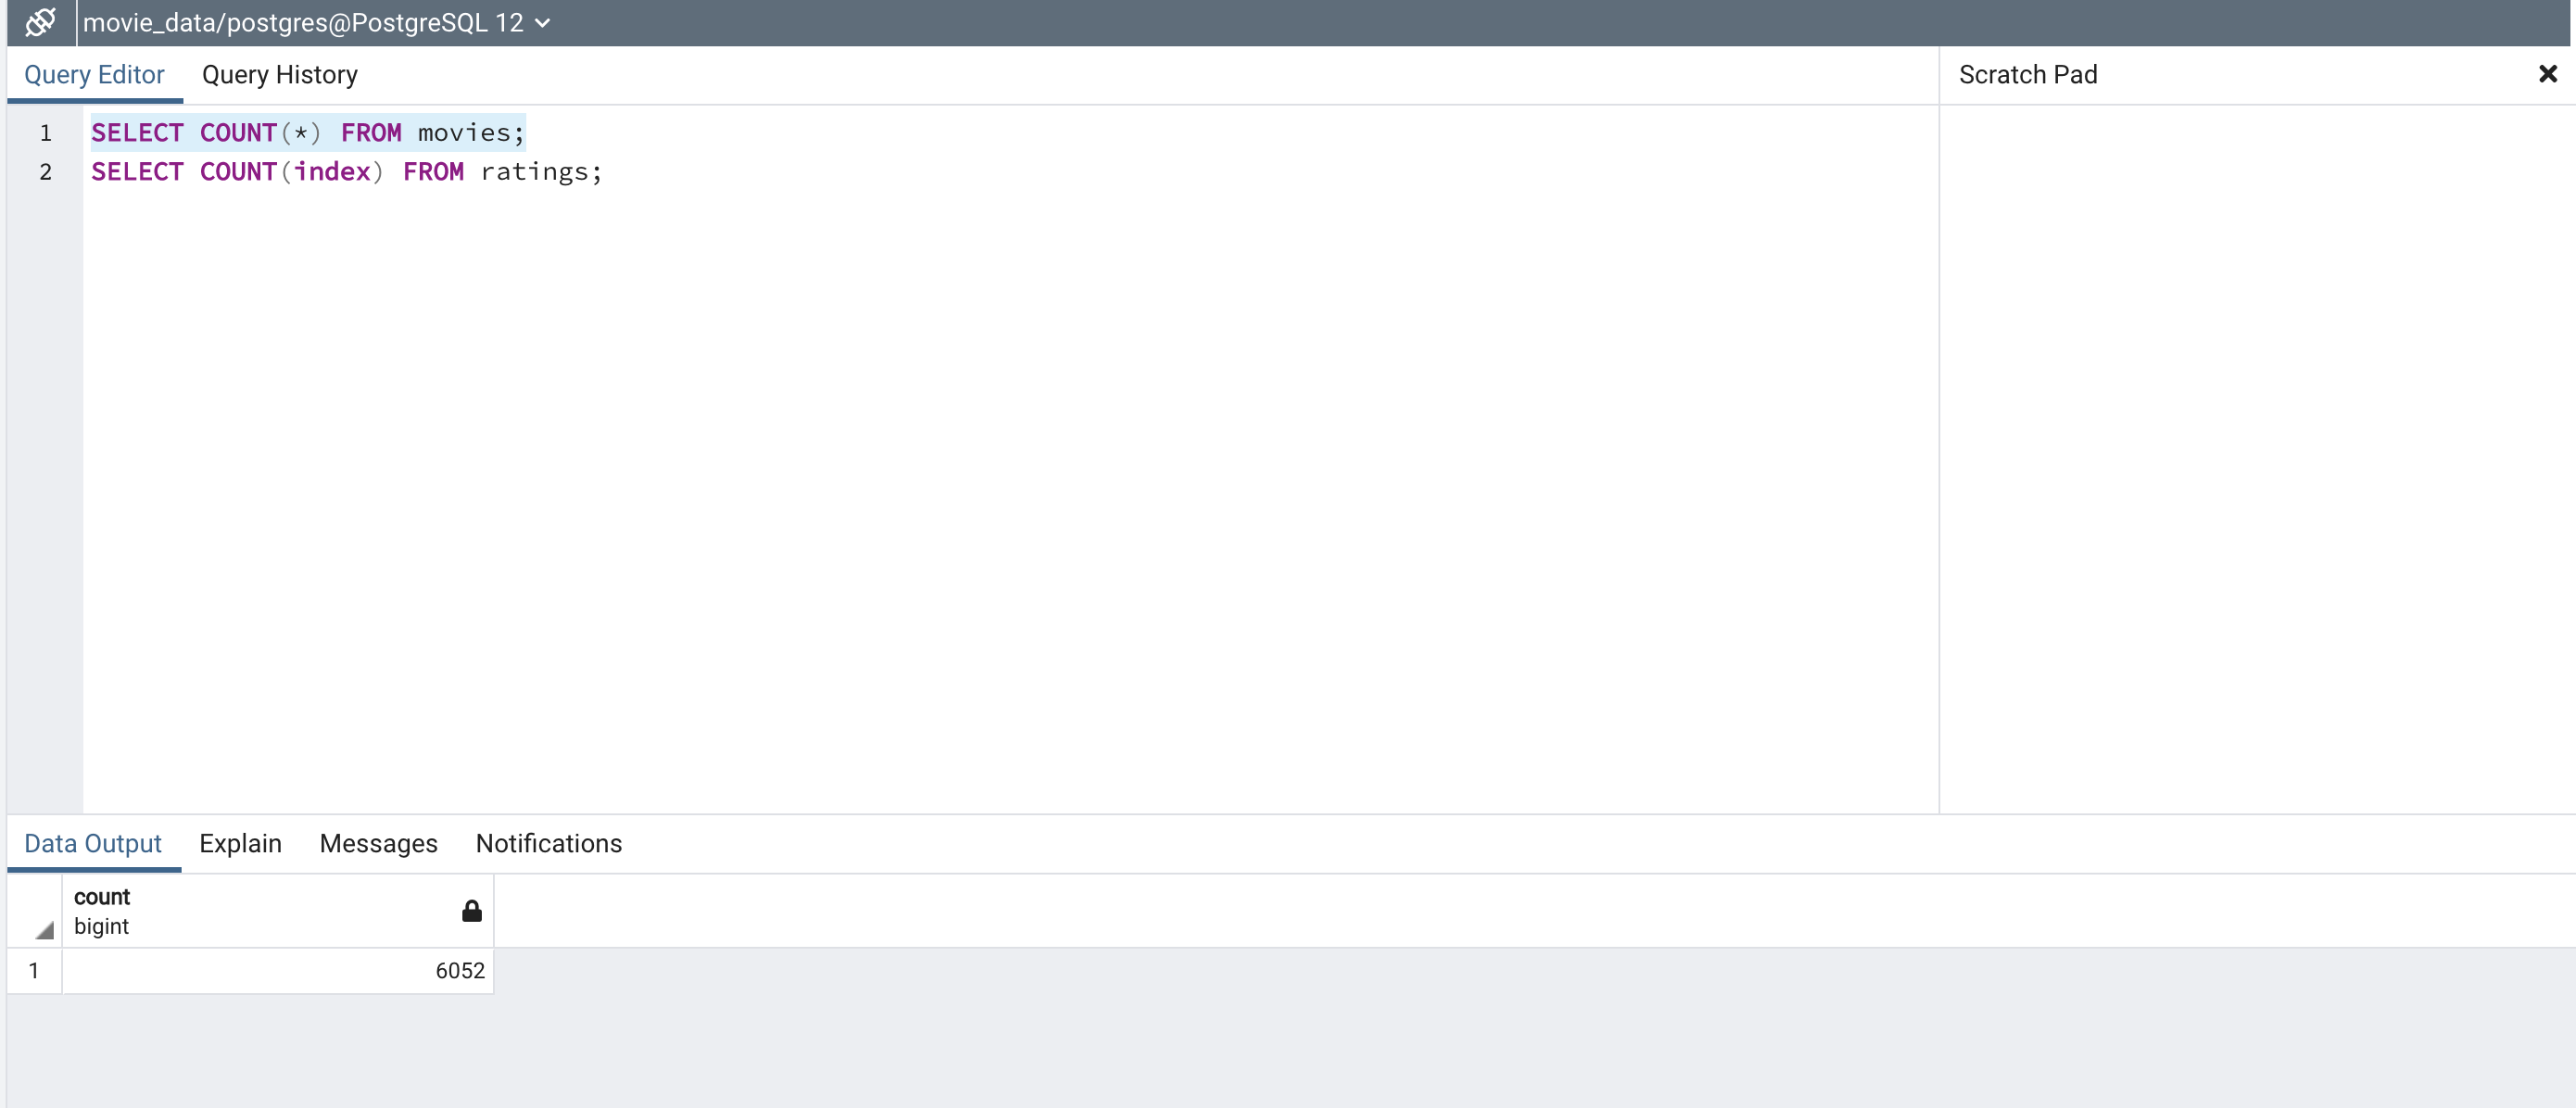 movie_data/postgres@PostgreSQL 12
Query Editor Query History Scratch Pad
1 SELECT COUNT(*) FROM movies;
2 SELECT COUNT(index) FROM ratings;
Data Output Explain Messages Notifications
count
bigint
1 6052